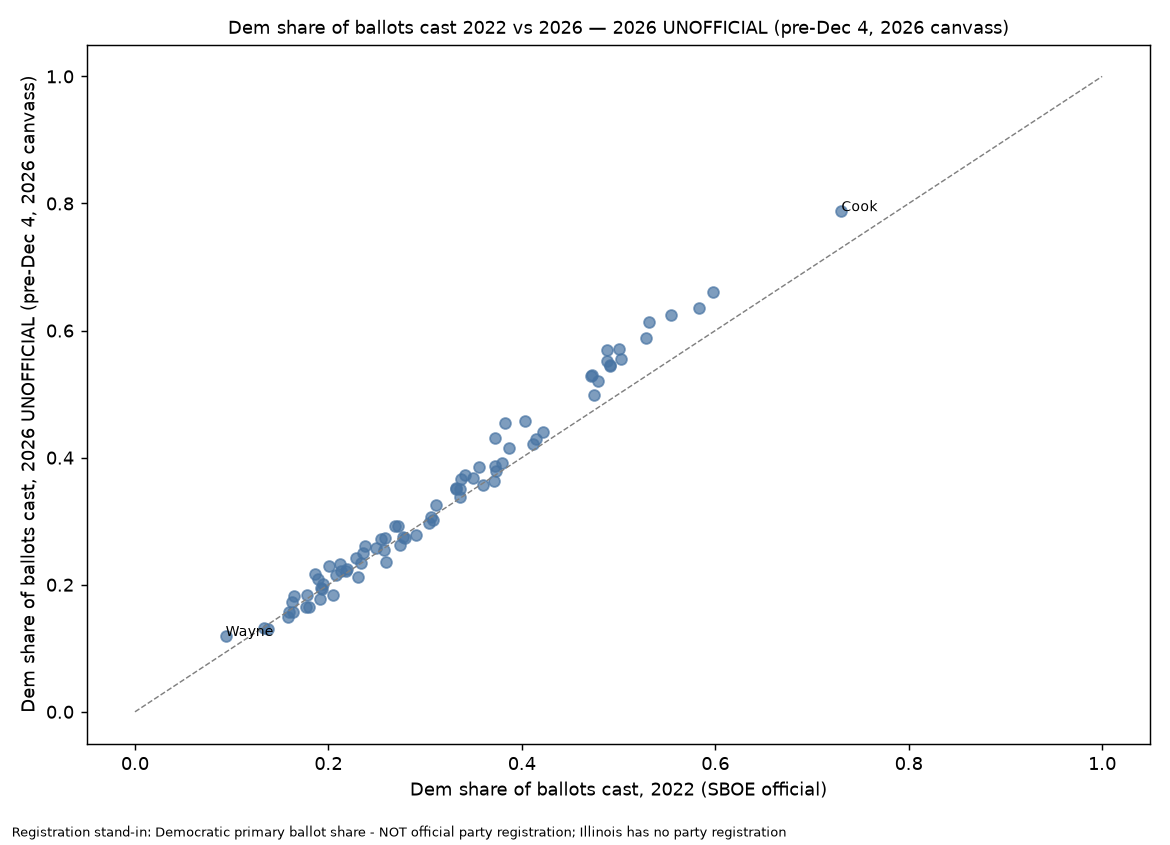 Dem share of ballots cast 2022 vs 2026 — 2026 UNOFFICIAL (pre-Dec 4, 2026 canvass)
Dem share of ballots cast, 2026 UNOFFICIAL (pre-Dec 4, 2026 canvass)
1.0
0.8
0.6
0.4
0.2
0.0
Cook
Wayne
0.0 0.2 0.4 0.6 0.8 1.0
Dem share of ballots cast, 2022 (SBOE official)
Registration stand-in: Democratic primary ballot share - NOT official party registration; Illinois has no party registration